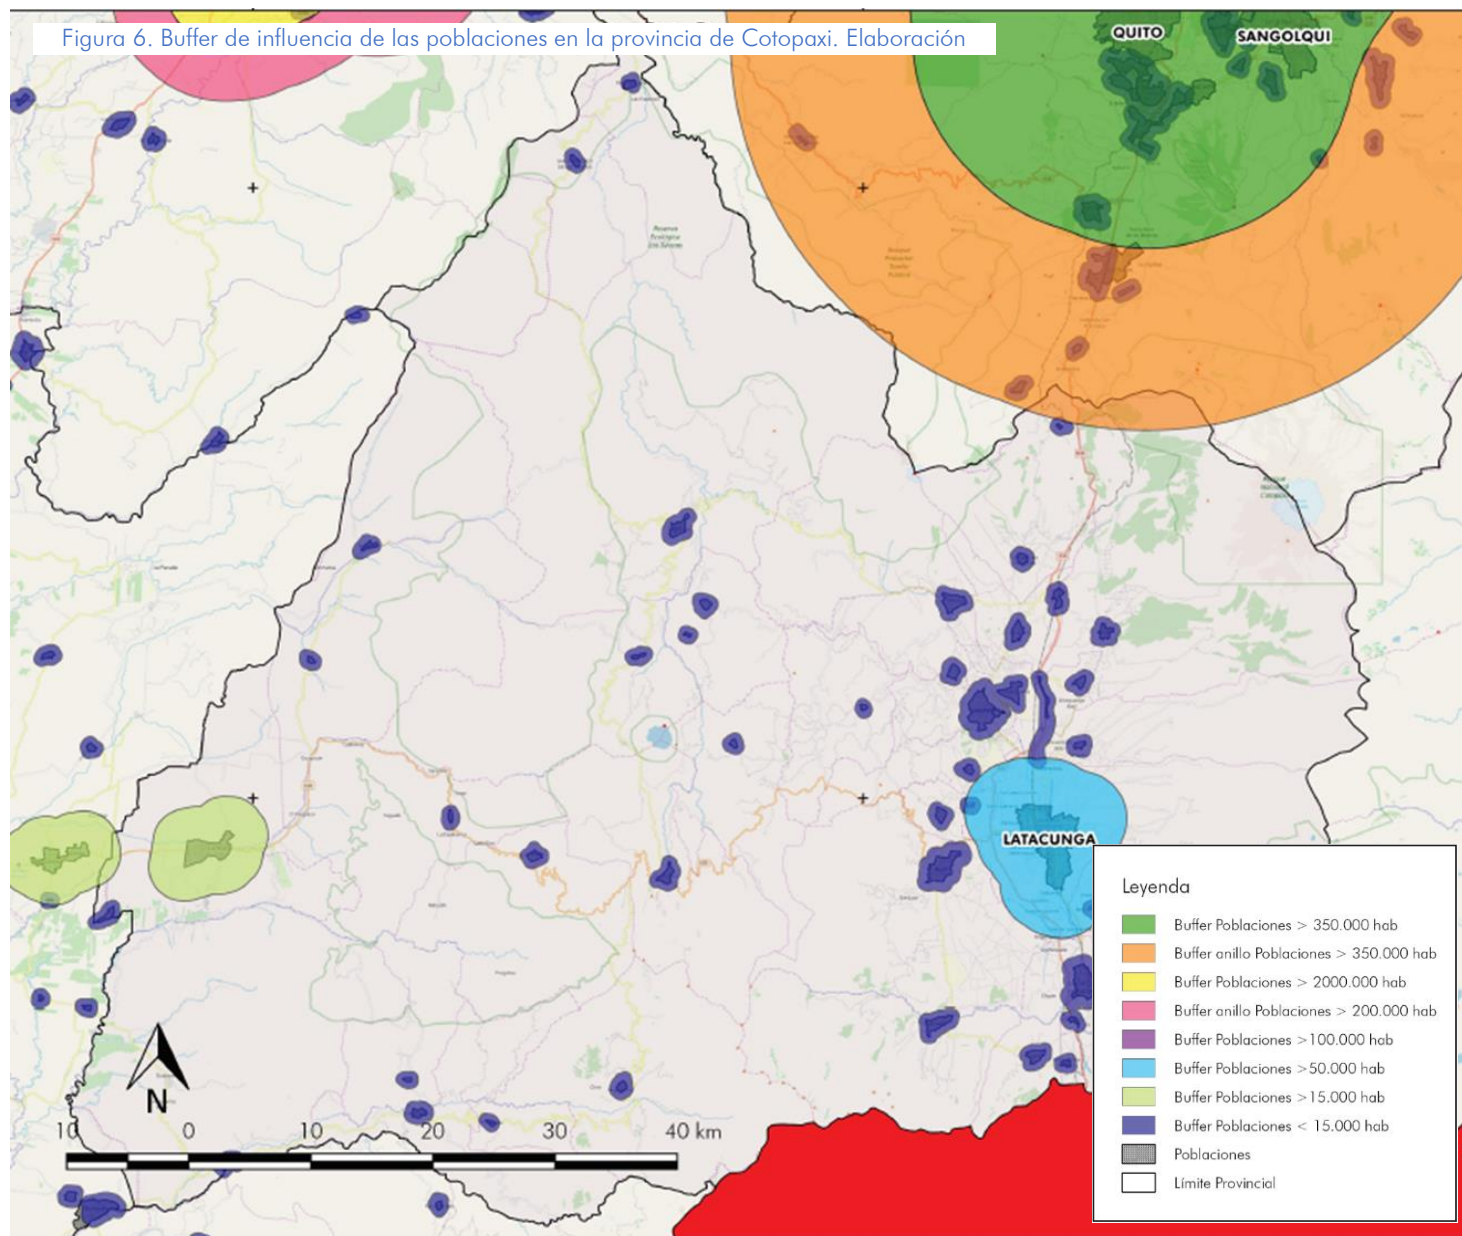 Figura 6. Buffer de influencia de las poblaciones en la provincia de Cotopaxi. Elaboración
QUITO
SANGOLQUI
LATACUNGA
N
10 0 10 20 30 40 km
Leyenda
Buffer Poblaciones > 350.000 hab
Buffer anillo Poblaciones > 350.000 hab
Buffer Poblaciones > 2000.000 hab
Buffer anillo Poblaciones > 200.000 hab
Buffer Poblaciones >100.000 hab
Buffer Poblaciones >50.000 hab
Buffer Poblaciones >15.000 hab
Buffer Poblaciones < 15.000 hab
Poblaciones
Límite Provincial